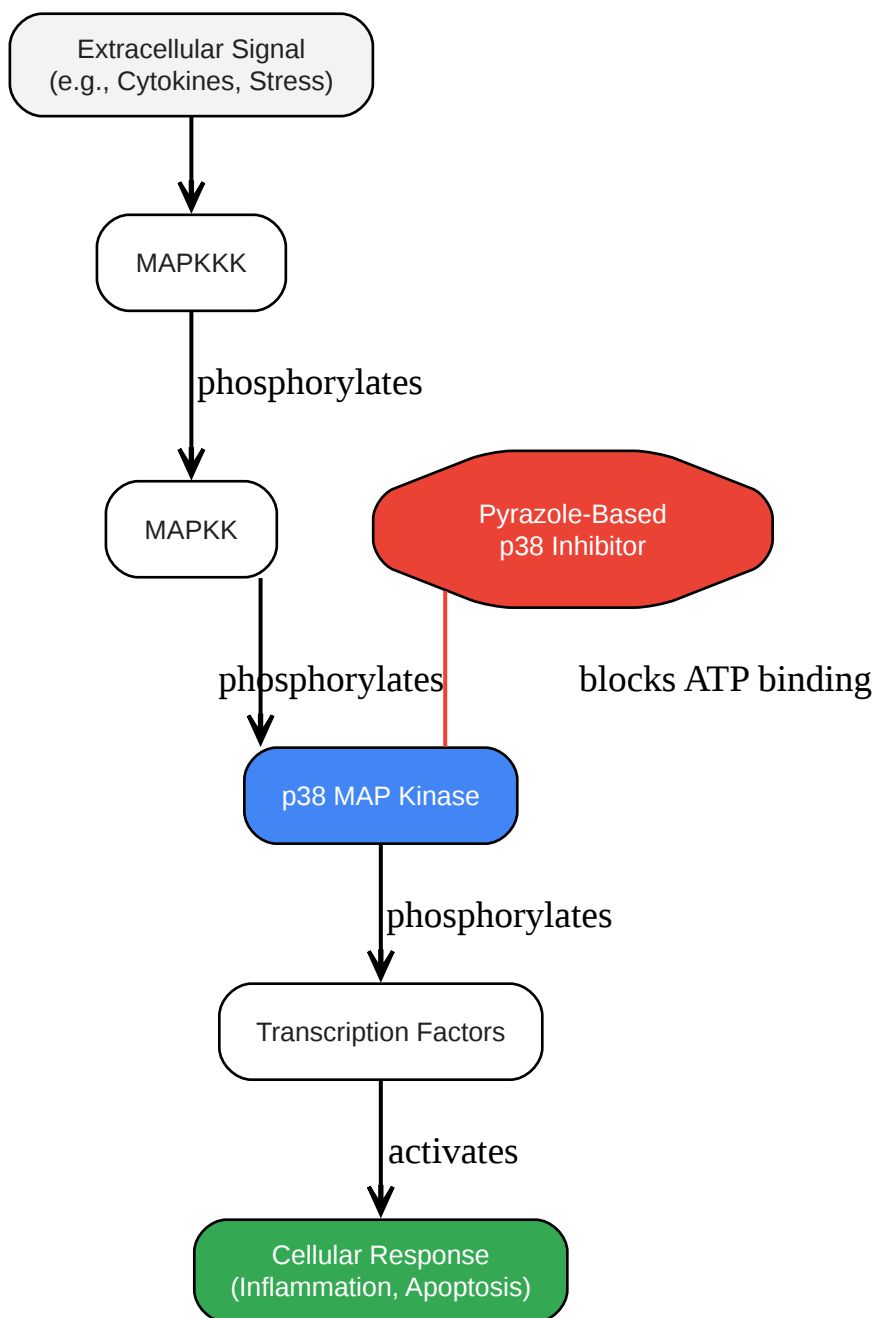 Extracellular Signal
(e.g., Cytokines, Stress)
MAPKKK
phosphorylates
MAPKK
Pyrazole-Based
p38 Inhibitor
phosphorylates
blocks ATP binding
p38 MAP Kinase
phosphorylates
Transcription Factors
activates
Cellular Response
(Inflammation, Apoptosis)